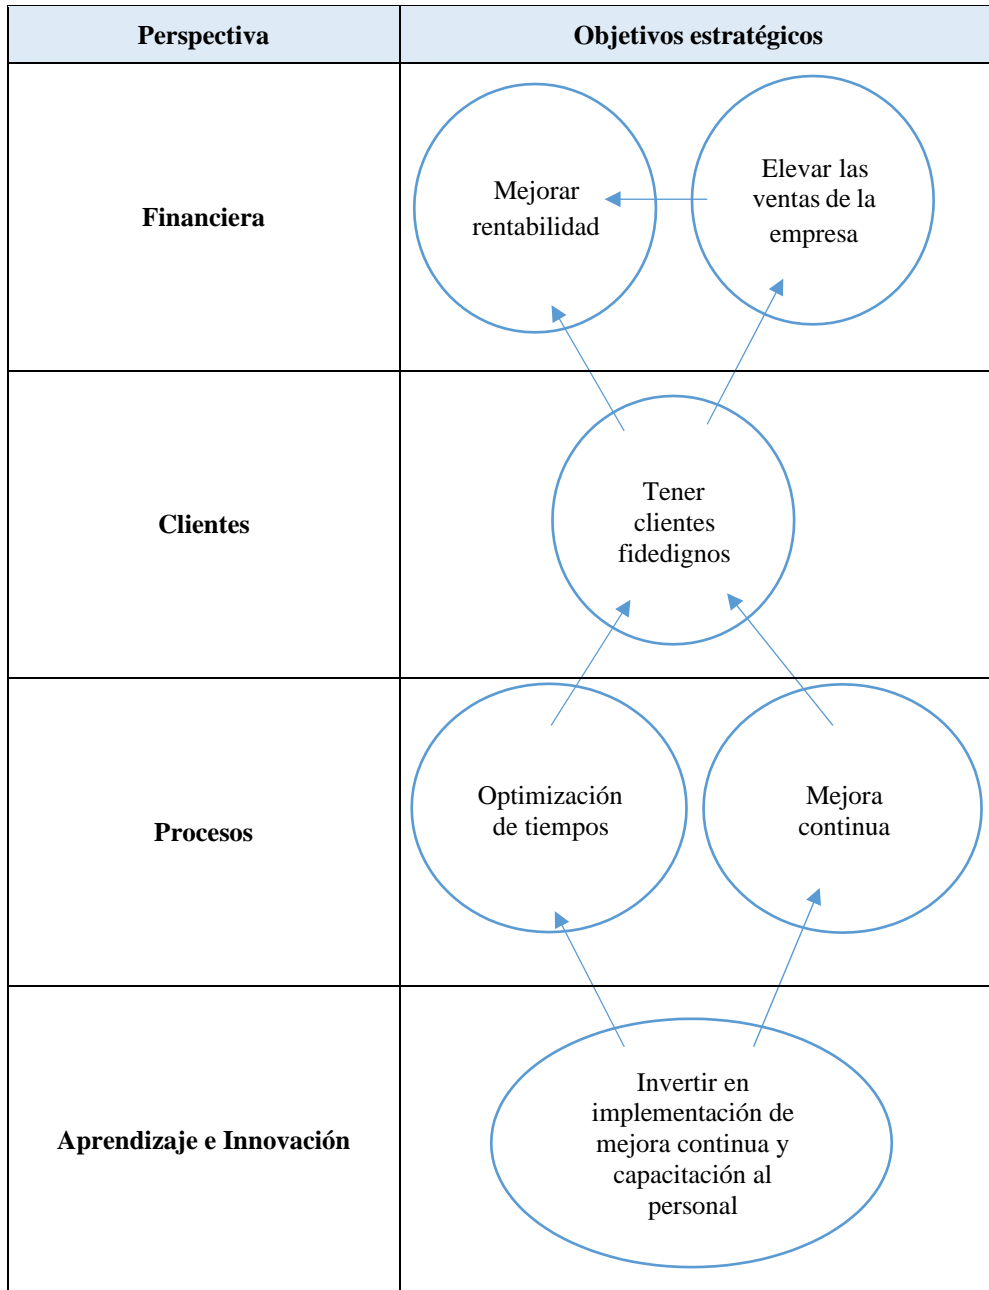 Perspectiva
Objetivos estratégicos
Financiera
Mejorar
rentabilidad
Elevar las
ventas de la
empresa
Clientes
Tener
clientes
fidedignos
Procesos
Optimización
de tiempos
Mejora
continua
Aprendizaje e Innovación
Invertir en
implementación de
mejora continua y
capacitación al
personal